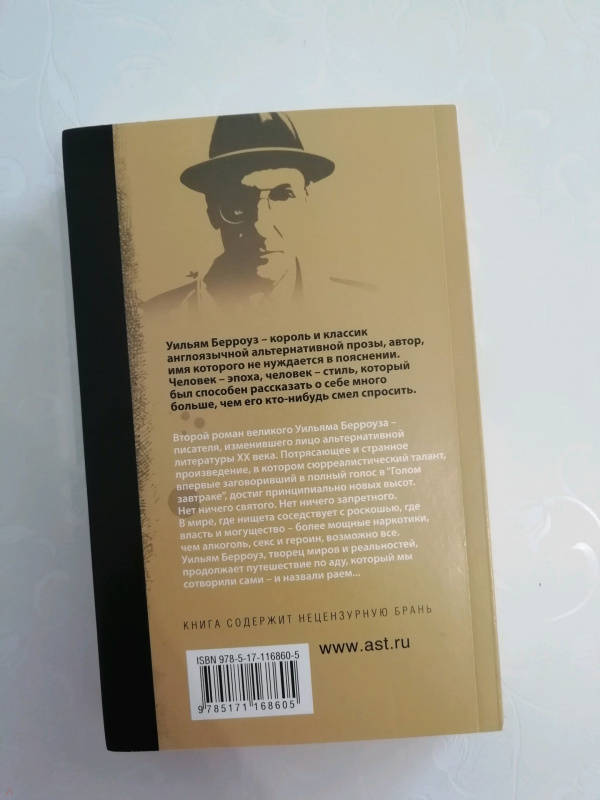 Уильям Берроуз – король и классик
англоязычной альтернативной прозы, автор,
имя которого не нуждается в пояснении.
Человек – эпоха, человек – стиль, который
был способен рассказать о себе много
больше, чем его кто-нибудь смел спросить.
Второй роман великого Уильяма Берроуза –
писателя, изменившего лицо альтернативной
литературы XX века. Потрясающее и странное
произведение, в котором сюрреалистический талант,
впервые заговоривший в полный голос в "Голом
завтраке", достиг принципиально новых высот.
Нет ничего святого. Нет ничего запретного.
В мире, где нищета соседствует с роскошью, где
власть и могущество – более мощные наркотики,
чем алкоголь, секс и героин, возможно все.
Уильям Берроуз, творец миров и реальностей,
продолжает путешествие по аду, который мы
сотворили сами – и назвали раем...
КНИГА СОДЕРЖИТ НЕЦЕНЗУРНУЮ БРАНЬ
www.ast.ru
ISBN 978-5-17-116860-5
9 785171 168605